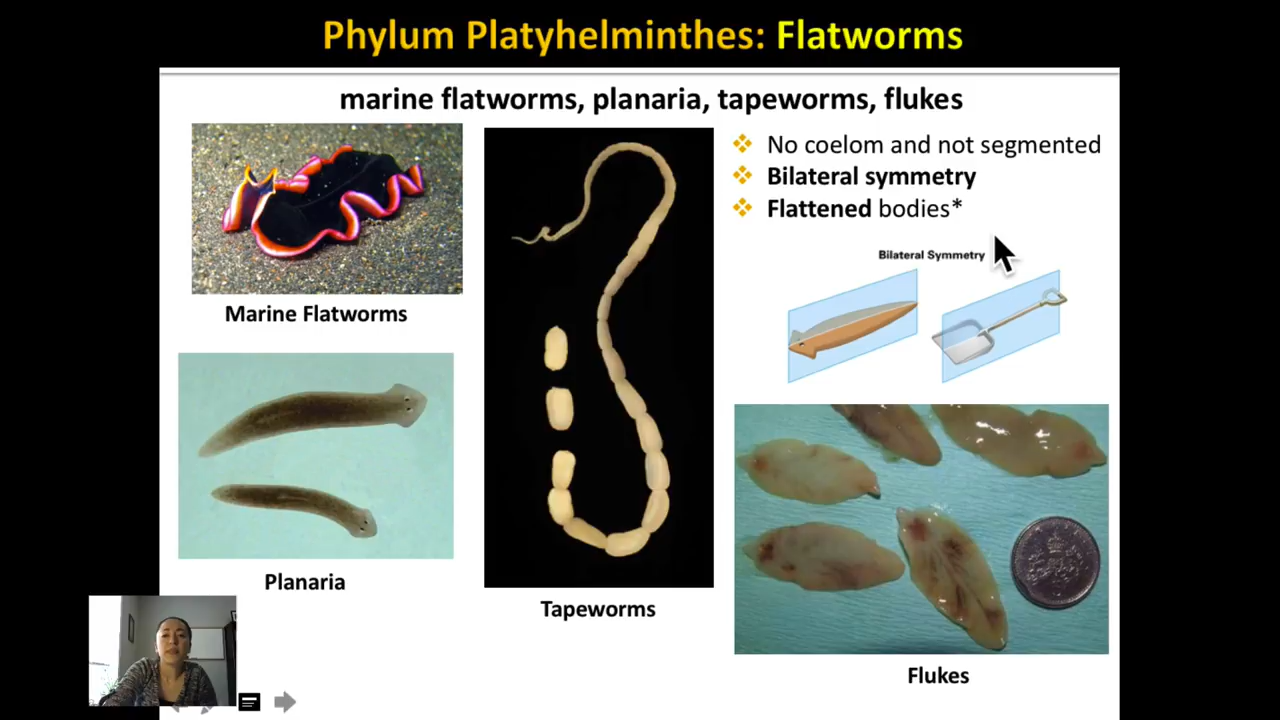 Phylum Platyhelminthes: Flatworms
marine flatworms, planaria, tapeworms, flukes
No coelom and not segmented
Bilateral symmetry
Flattened bodies*
Bilateral Symmetry
Marine Flatworms
Planaria
Tapeworms
Flukes